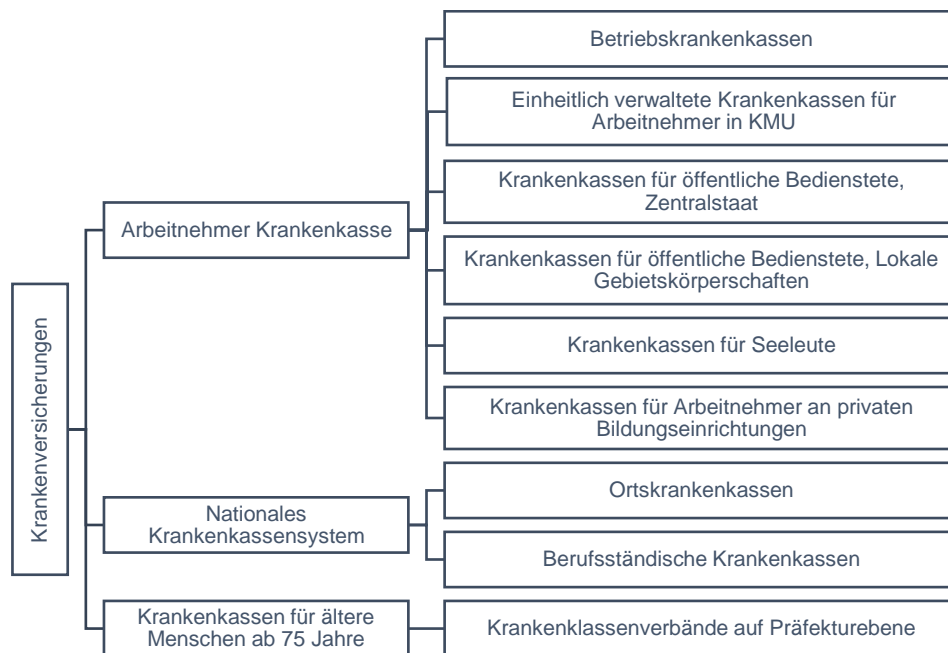 Krankenversicherungen
Arbeitnehmer Krankenkasse
Betriebskrankenkassen
Einheitlich verwaltete Krankenkassen für
Arbeitnehmer in KMU
Krankenkassen für öffentliche Bedienstete,
Zentralstaat
Krankenkassen für öffentliche Bedienstete, Lokale
Gebietskörperschaften
Krankenkassen für Seeleute
Krankenkassen für Arbeitnehmer an privaten
Bildungseinrichtungen
Nationales
Krankenkassensystem
Ortskrankenkassen
Berufsständische Krankenkassen
Krankenkassen für ältere
Menschen ab 75 Jahre
Krankenklassenverbände auf Präfekturebene